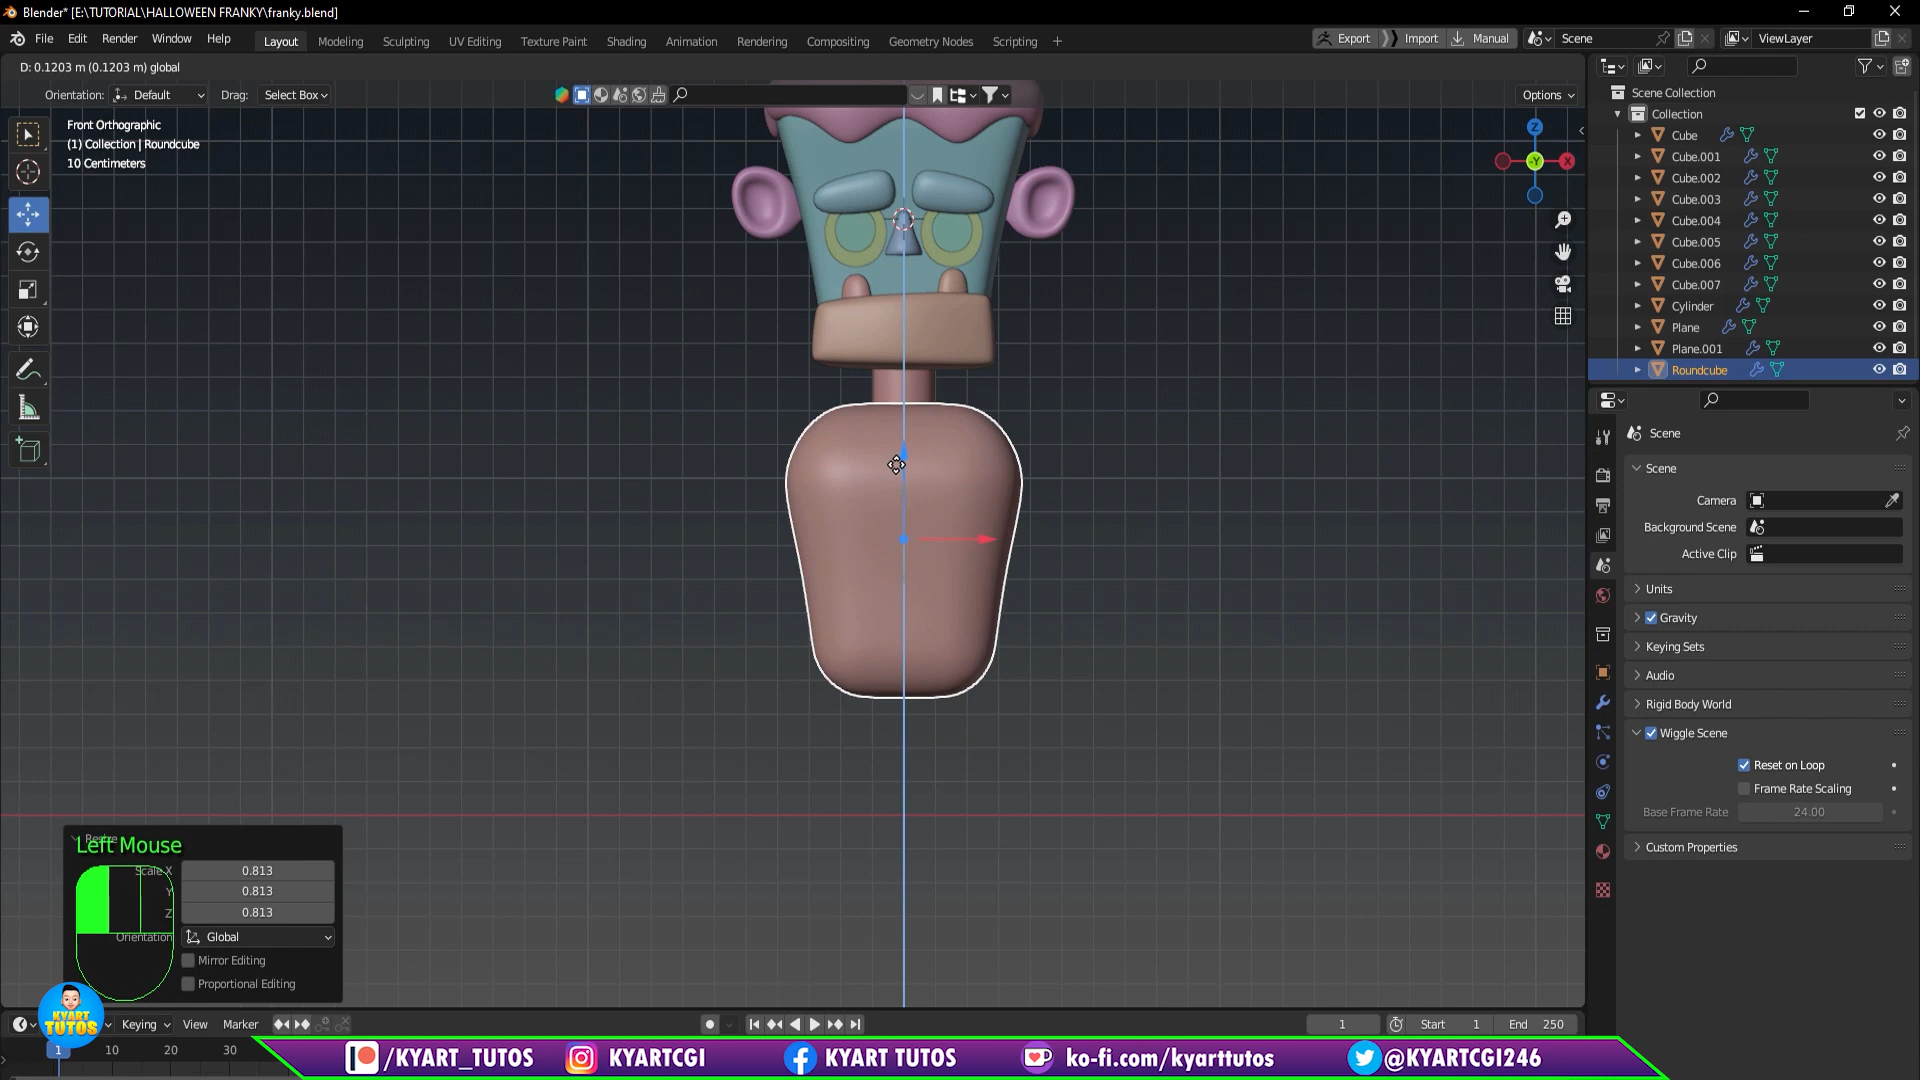 Blender* [E:\TUTORIAL\HALLOWEEN FRANKY\franky.blend]
File Edit Render Window Help Layout Modeling Sculpting UV Editing Texture Paint Shading Animation Rendering Compositing Geometry Nodes Scripting + Export Import Manual Scene ViewLayer
D: 0.1203 m (0.1203 m) global
Orientation: Default Drag: Select Box Options
Front Orthographic
(1) Collection | Roundcube
10 Centimeters
Z
-Y
X
Scene Collection
Collection
Cube
Cube.001
Cube.002
Cube.003
Cube.004
Cube.005
Cube.006
Cube.007
Cylinder
Plane
Plane.001
Roundcube
Scene
Scene
Camera
Background Scene
Active Clip
Units
Gravity
Keying Sets
Audio
Rigid Body World
Wiggle Scene
Reset on Loop
Frame Rate Scaling
Base Frame Rate 24.00
Custom Properties
Resize
Left Mouse
Scale X 0.813
Y 0.813
Z 0.813
Orientation Global
Mirror Editing
Proportional Editing
KYART
TUTOS
Keying View Marker 1 Start 1 End 250
1 10 20 30
/KYART_TUTOS KYARTCGI KYART TUTOS ko-fi.com/kyarttutos @KYARTCGI246